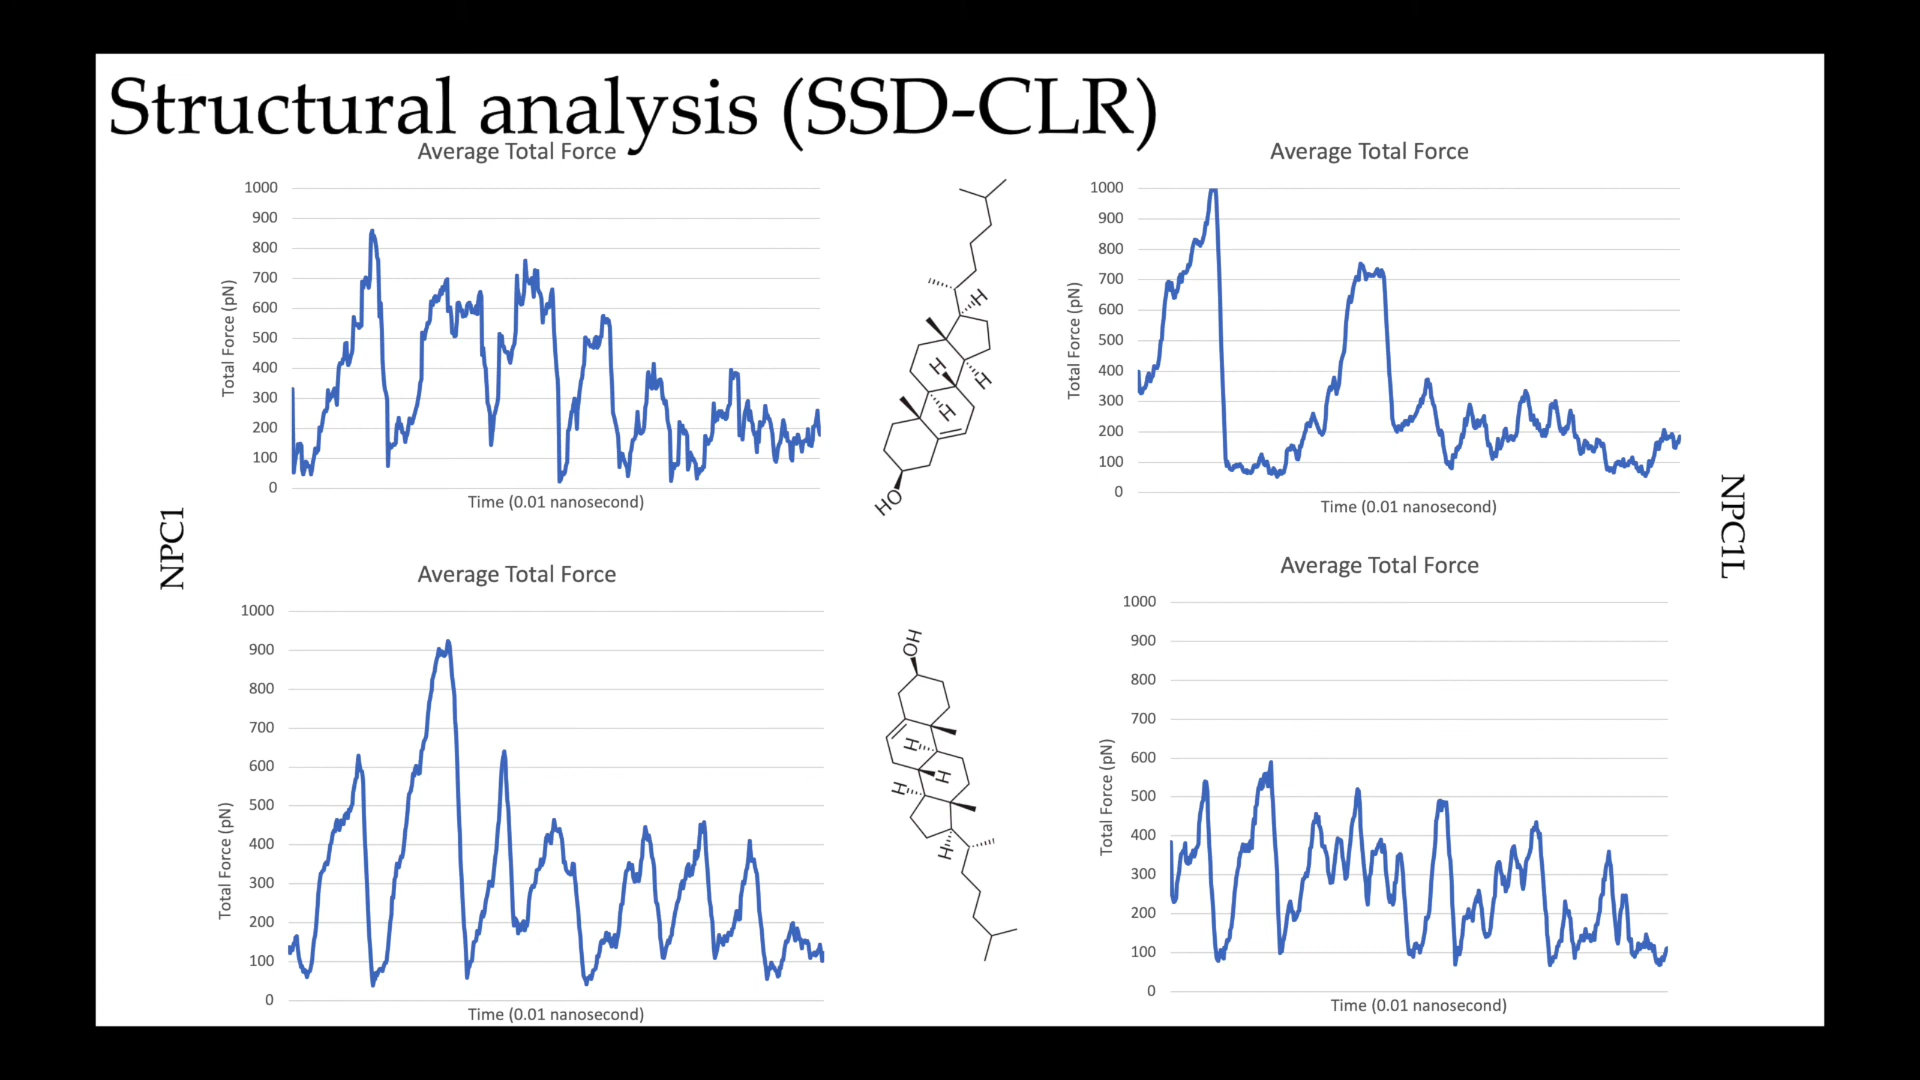 Structural analysis (SSD-CLR)
Average Total Force
1000
900
800
700
600
500
400
300
200
100
0
Total Force (pN)
Time (0.01 nanosecond)
H
H
H
H
HO
Average Total Force
1000
900
800
700
600
500
400
300
200
100
0
Total Force (pN)
Time (0.01 nanosecond)
NPC1
NPC1L
Average Total Force
1000
900
800
700
600
500
400
300
200
100
0
Total Force (pN)
Time (0.01 nanosecond)
HO
H
H
H
H
Average Total Force
1000
900
800
700
600
500
400
300
200
100
0
Total Force (pN)
Time (0.01 nanosecond)